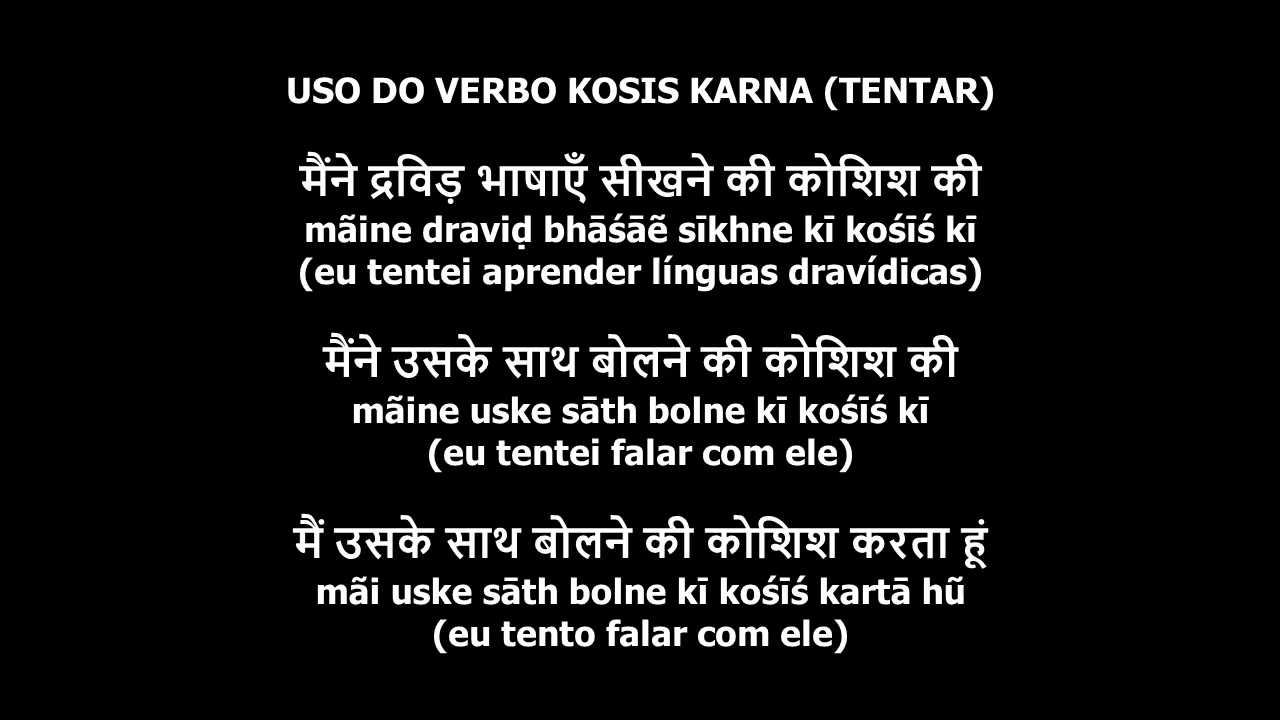 USO DO VERBO KOSIS KARNA (TENTAR)
मैंने द्रविड़ भाषाएँ सीखने की कोशिश की
mãine draviḍ bhāśāẽ sīkhne kī kośīś kī
(eu tentei aprender línguas dravídicas)
मैंने उसके साथ बोलने की कोशिश की
mãine uske sāth bolne kī kośīś kī
(eu tentei falar com ele)
मैं उसके साथ बोलने की कोशिश करता हूं
mãi uske sāth bolne kī kośīś kartā hũ
(eu tento falar com ele)